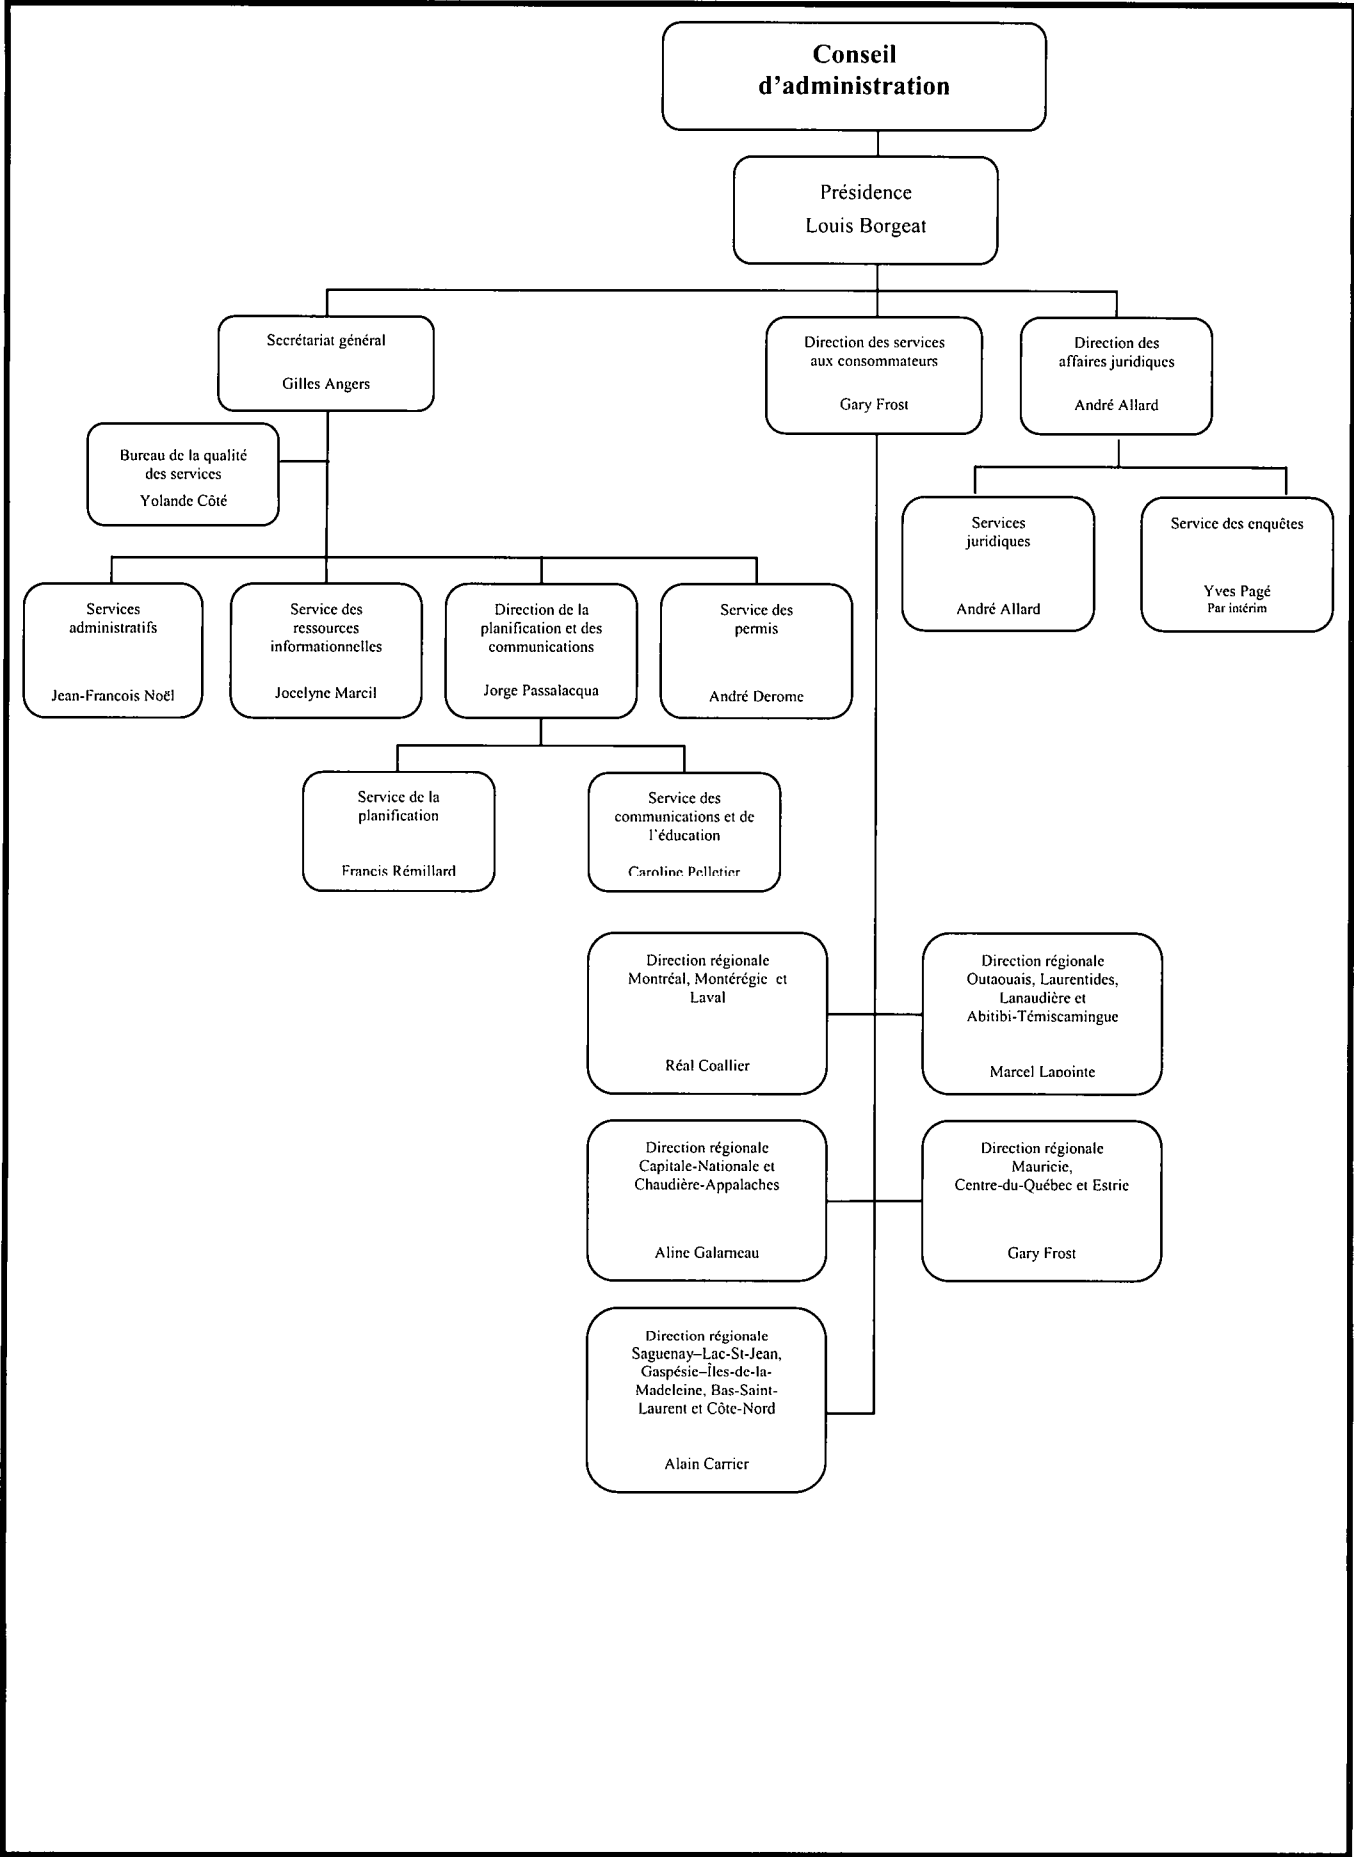 Conseil
d'administration
Présidence
Louis Borgeat
Secrétariat général
Gilles Angers
Direction des services
aux consommateurs
Gary Frost
Direction des
affaires juridiques
André Allard
Bureau de la qualité
des services
Yolande Côté
Services
juridiques
André Allard
Service des enquêtes
Yves Pagé
Par intérim
Services
administratifs
Jean-Francois Noël
Service des
ressources
informationnelles
Jocelyne Marcil
Direction de la
planification et des
communications
Jorge Passalacqua
Service des
permis
André Derome
Service de la
planification
Francis Rémillard
Service des
communications et de
l'éducation
Caroline Pelletier
Direction régionale
Montréal, Montérégie et
Laval
Réal Coallier
Direction régionale
Outaouais, Laurentides,
Lanaudière et
Abitibi-Témiscamingue
Marcel Lapointe
Direction régionale
Capitale-Nationale et
Chaudière-Appalaches
Aline Galarneau
Direction régionale
Mauricie,
Centre-du-Québec et Estrie
Gary Frost
Direction régionale
Saguenay–Lac-St-Jean,
Gaspésie–Îles-de-la-
Madeleine, Bas-Saint-
Laurent et Côte-Nord
Alain Carrier